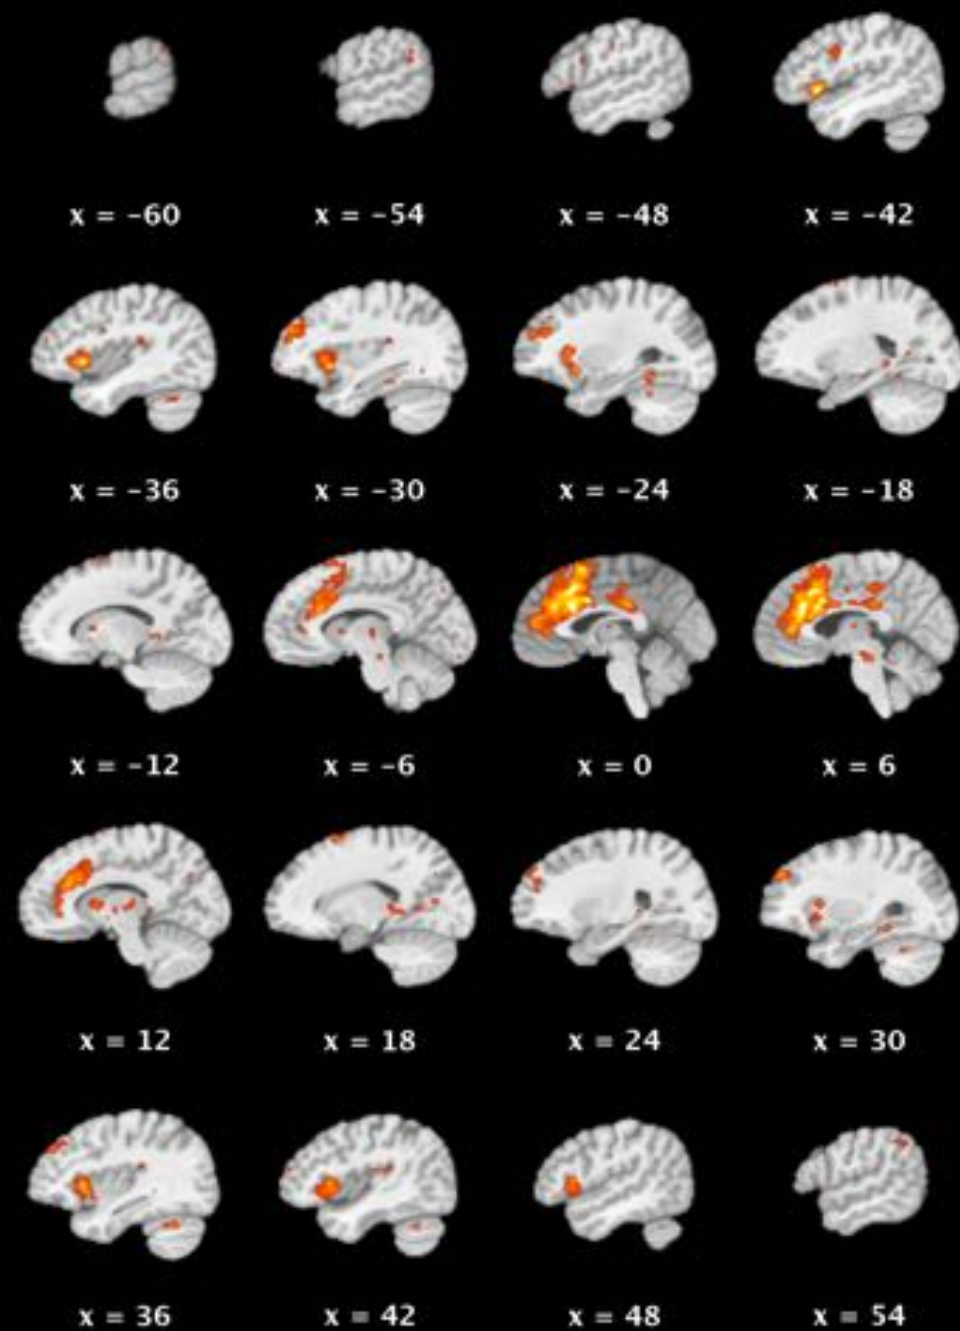 x = -60 x = -54 x = -48 x = -42
x = -36 x = -30 x = -24 x = -18
x = -12 x = -6 x = 0 x = 6
x = 12 x = 18 x = 24 x = 30
x = 36 x = 42 x = 48 x = 54